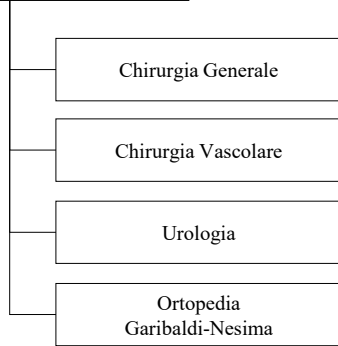 Chirurgia Generale
Chirurgia Vascolare
Urologia
Ortopedia
Garibaldi-Nesima